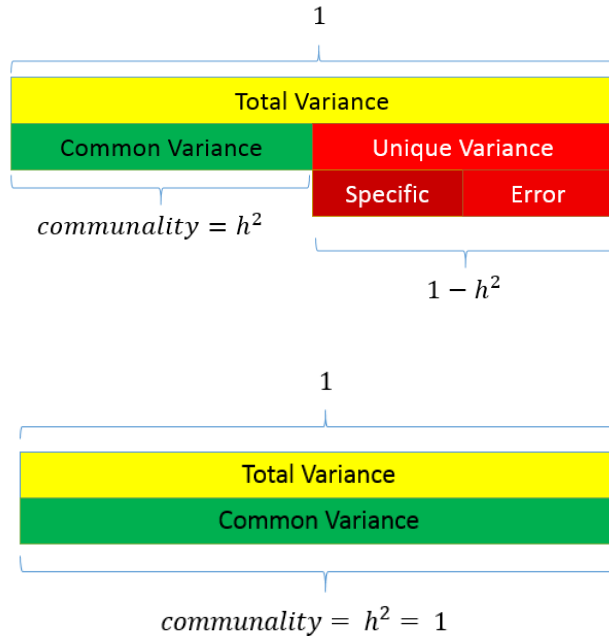 1
Total Variance
Common Variance Unique Variance
Specific Error
communality = h²
1 − h²
1
Total Variance
Common Variance
communality = h² = 1